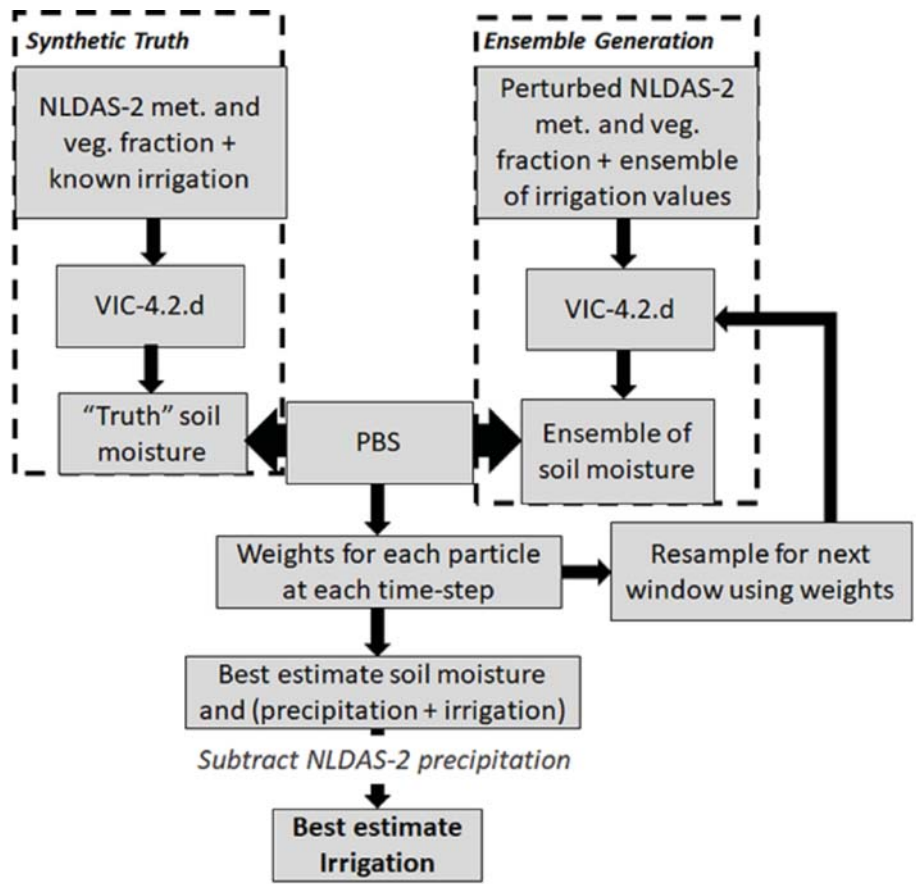 Synthetic Truth
NLDAS-2 met. and
veg. fraction +
known irrigation
VIC-4.2.d
“Truth” soil
moisture
Ensemble Generation
Perturbed NLDAS-2
met. and veg.
fraction + ensemble
of irrigation values
VIC-4.2.d
Ensemble of
soil moisture
PBS
Weights for each particle
at each time-step
Resample for next
window using weights
Best estimate soil moisture
and (precipitation + irrigation)
Subtract NLDAS-2 precipitation
Best estimate
Irrigation